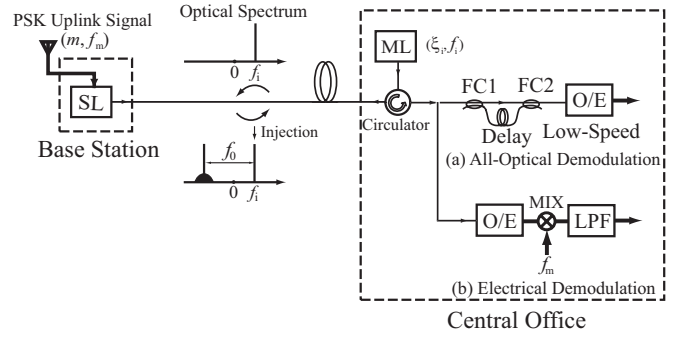 PSK Uplink Signal
(m, fm)
SL
Base Station
Optical Spectrum
0 fi
Injection
f0
0 fi
ML
(ξi, fi)
Circulator
FC1
FC2
Delay
O/E
Low-Speed
(a) All-Optical Demodulation
O/E
MIX
LPF
fm
(b) Electrical Demodulation
Central Office